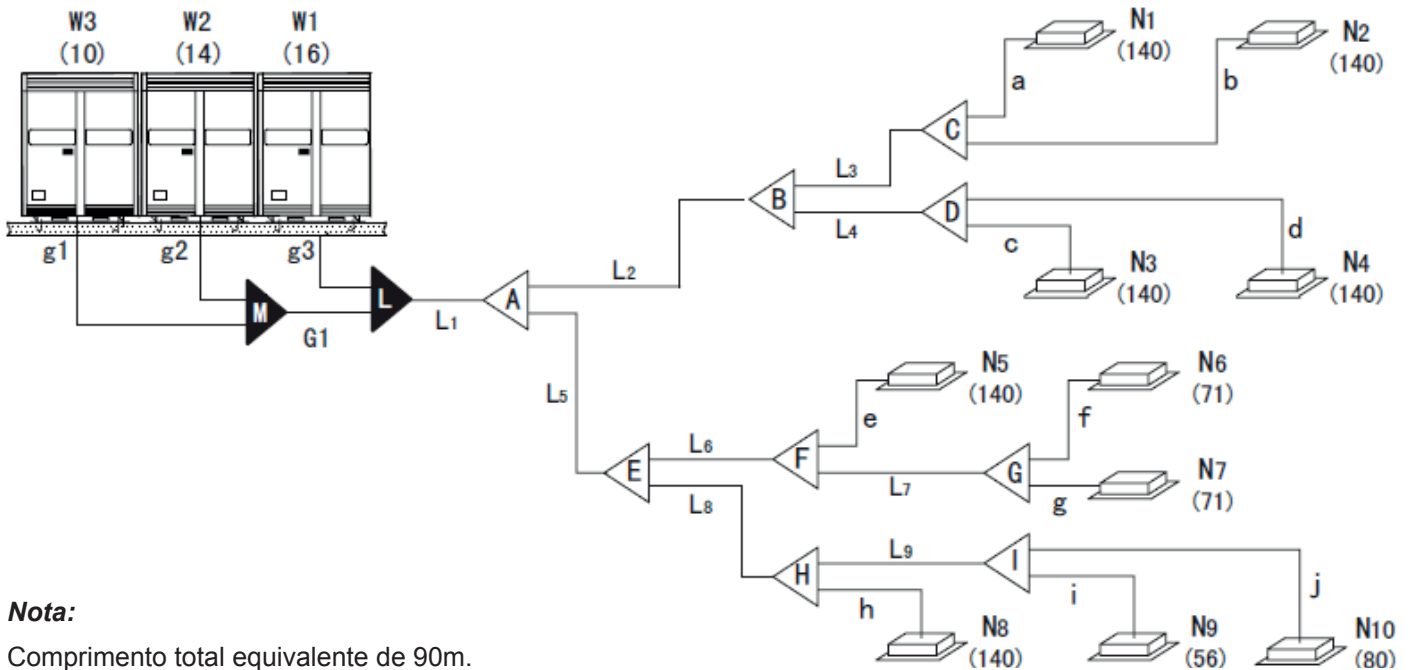 W3
(10)
W2
(14)
W1
(16)
g1
g2
g3
M
G1
L
L1
A
L2
B
L3
L4
C
a
N1
(140)
b
N2
(140)
D
c
N3
(140)
d
N4
(140)
L5
E
L6
F
e
N5
(140)
L7
G
f
N6
(71)
g
N7
(71)
L8
H
L9
I
h
N8
(140)
i
N9
(56)
j
N10
(80)
Nota:
Comprimento total equivalente de 90m.